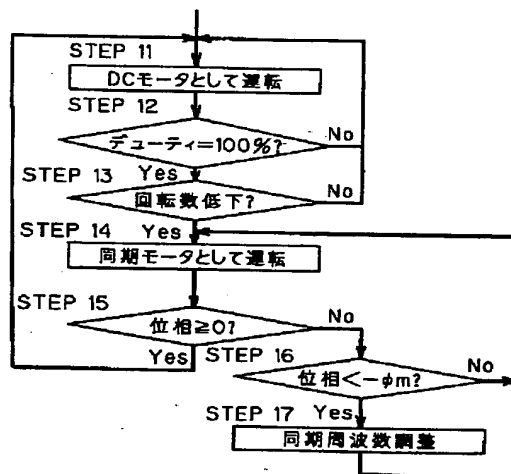 STEP 11
DCモータとして運転
STEP 12
デューティ=100%?
No
STEP 13
Yes
回転数低下?
No
STEP 14
Yes
同期モータとして運転
STEP 15
位相≧0?
No
Yes
STEP 16
位相<-φm?
No
STEP 17
Yes
同期周波数調整